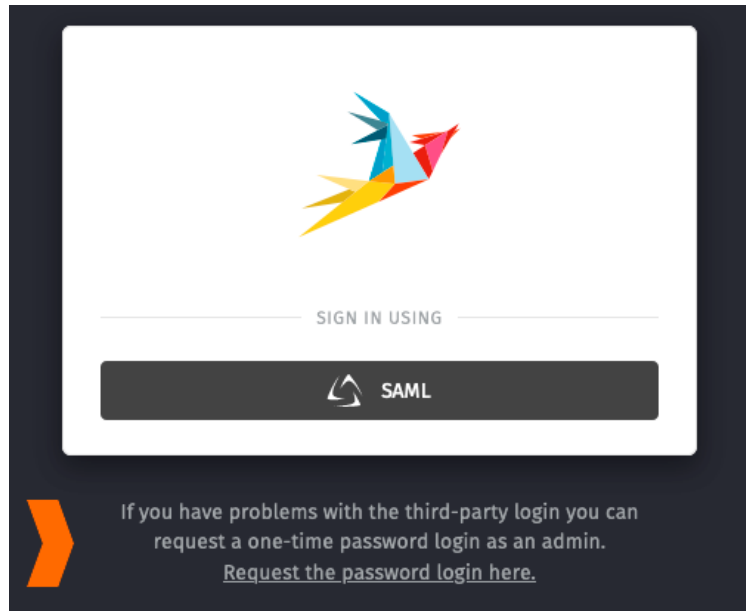 SIGN IN USING
SAML
If you have problems with the third-party login you can
request a one-time password login as an admin.
Request the password login here.